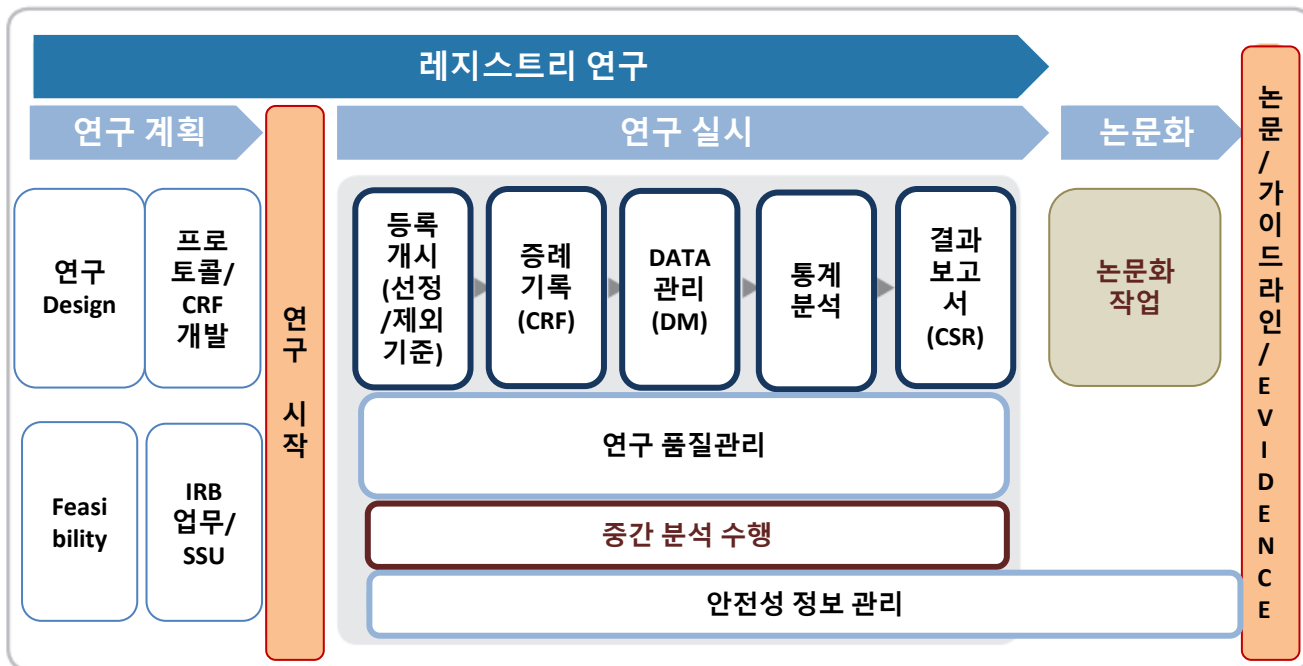 레지스트리 연구
연구 계획
연구 실시
논문화
연구
Design
프로
토콜/
CRF
개발
Feasi
bility
IRB
업무/
SSU
연
구
시
작
등록
개시
(선정
/제외
기준)
증례
기록
(CRF)
DATA
관리
(DM)
통계
분석
결과
보고
서
(CSR)
연구 품질관리
중간 분석 수행
안전성 정보 관리
논문화
작업
논
문
/
가
이
드
라
인
/
E
V
I
D
E
N
C
E